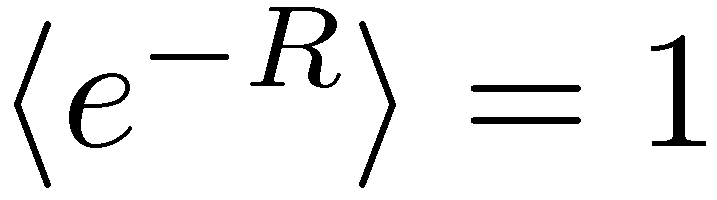 ⟨e^{-R}⟩ = 1